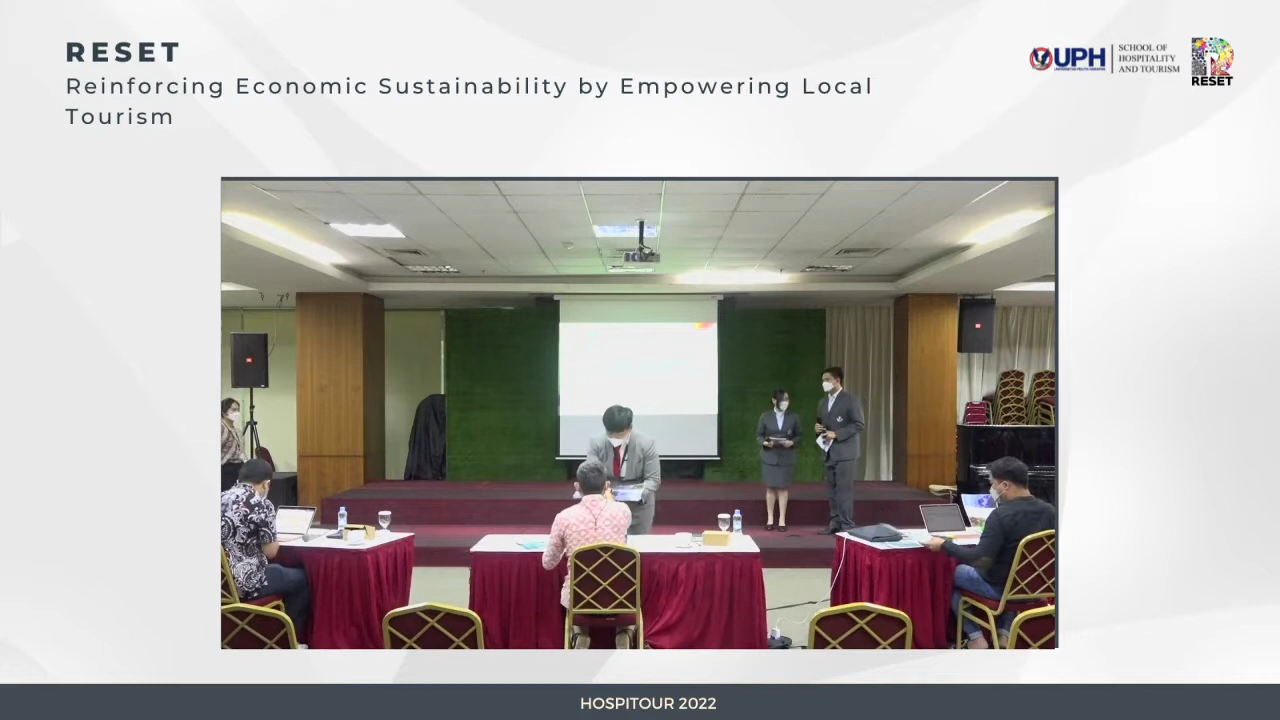 RESET
Reinforcing Economic Sustainability by Empowering Local
Tourism
UPH
SCHOOL OF
HOSPITALITY
AND TOURISM
RESET
HOSPITOUR 2022